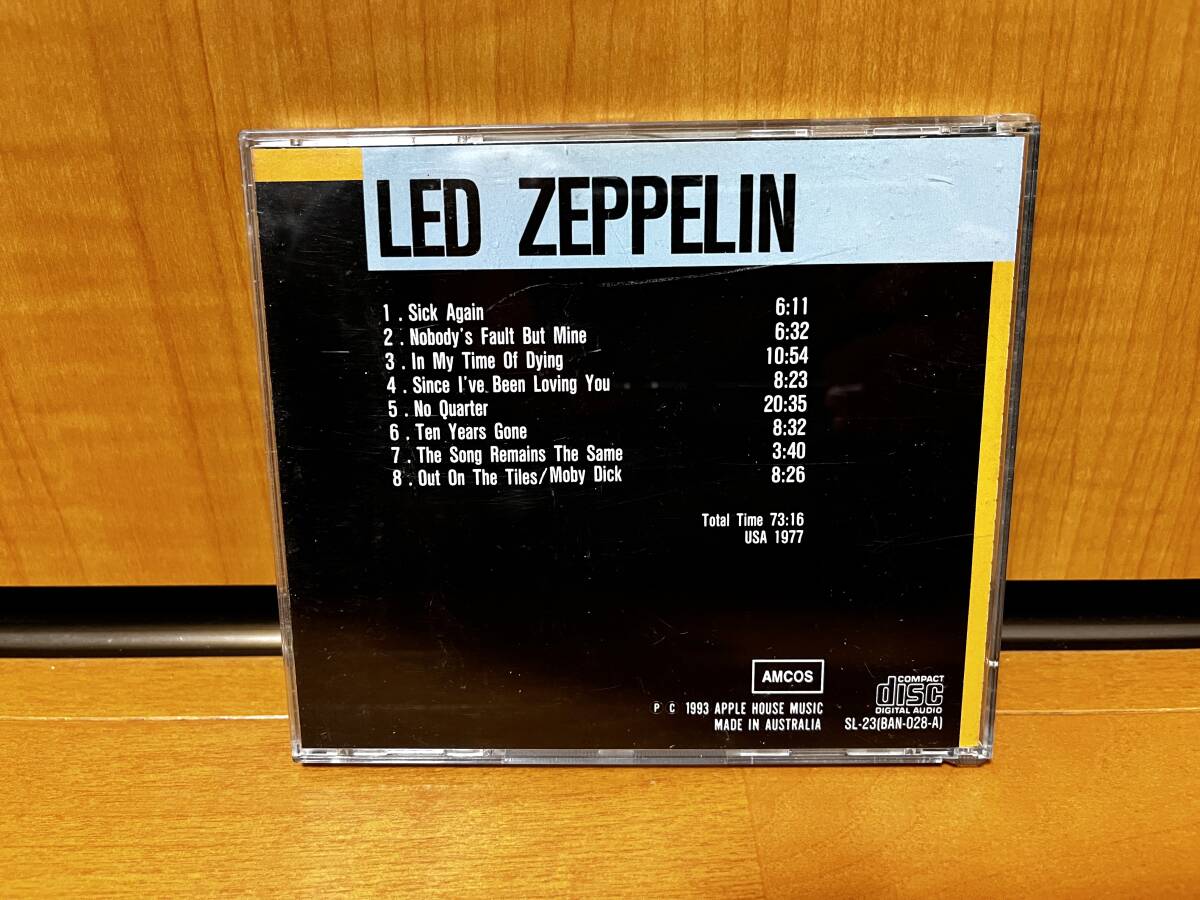 LED ZEPPELIN
1 . Sick Again 6:11
2 . Nobody's Fault But Mine 6:32
3 . In My Time Of Dying 10:54
4 . Since I've Been Loving You 8:23
5 . No Quarter 20:35
6 . Ten Years Gone 8:32
7 . The Song Remains The Same 3:40
8 . Out On The Tiles/Moby Dick 8:26
Total Time 73:16
USA 1977
AMCOS
COMPACT
disc
DIGITAL AUDIO
Ⓟ Ⓒ 1993 APPLE HOUSE MUSIC
MADE IN AUSTRALIA SL-23(BAN-028-A)